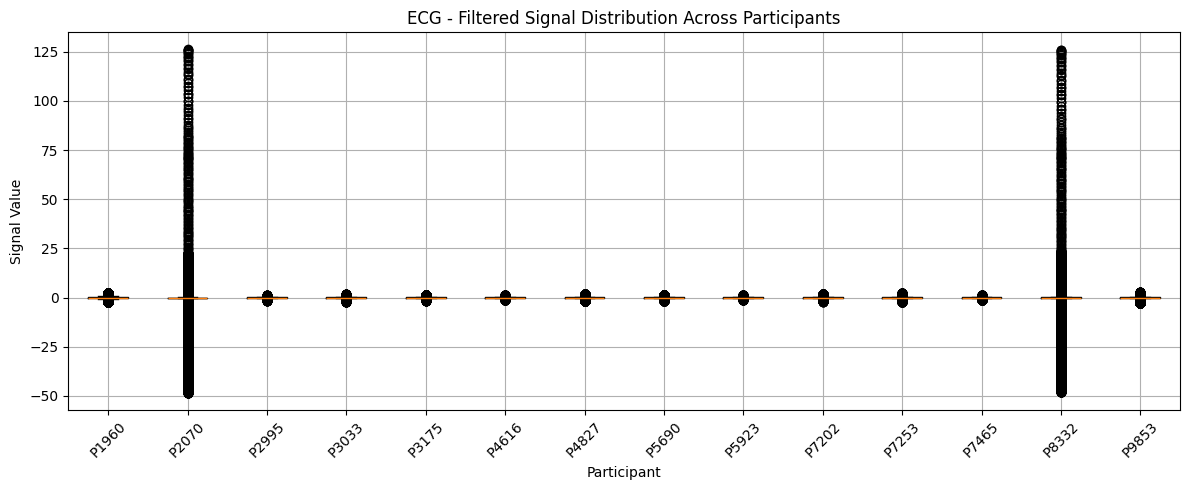 ECG - Filtered Signal Distribution Across Participants
Signal Value
125
100
75
50
25
0
−25
−50
P1960
P2070
P2995
P3033
P3175
P4616
P4827
P5690
P5923
P7202
P7253
P7465
P8332
P9853
Participant